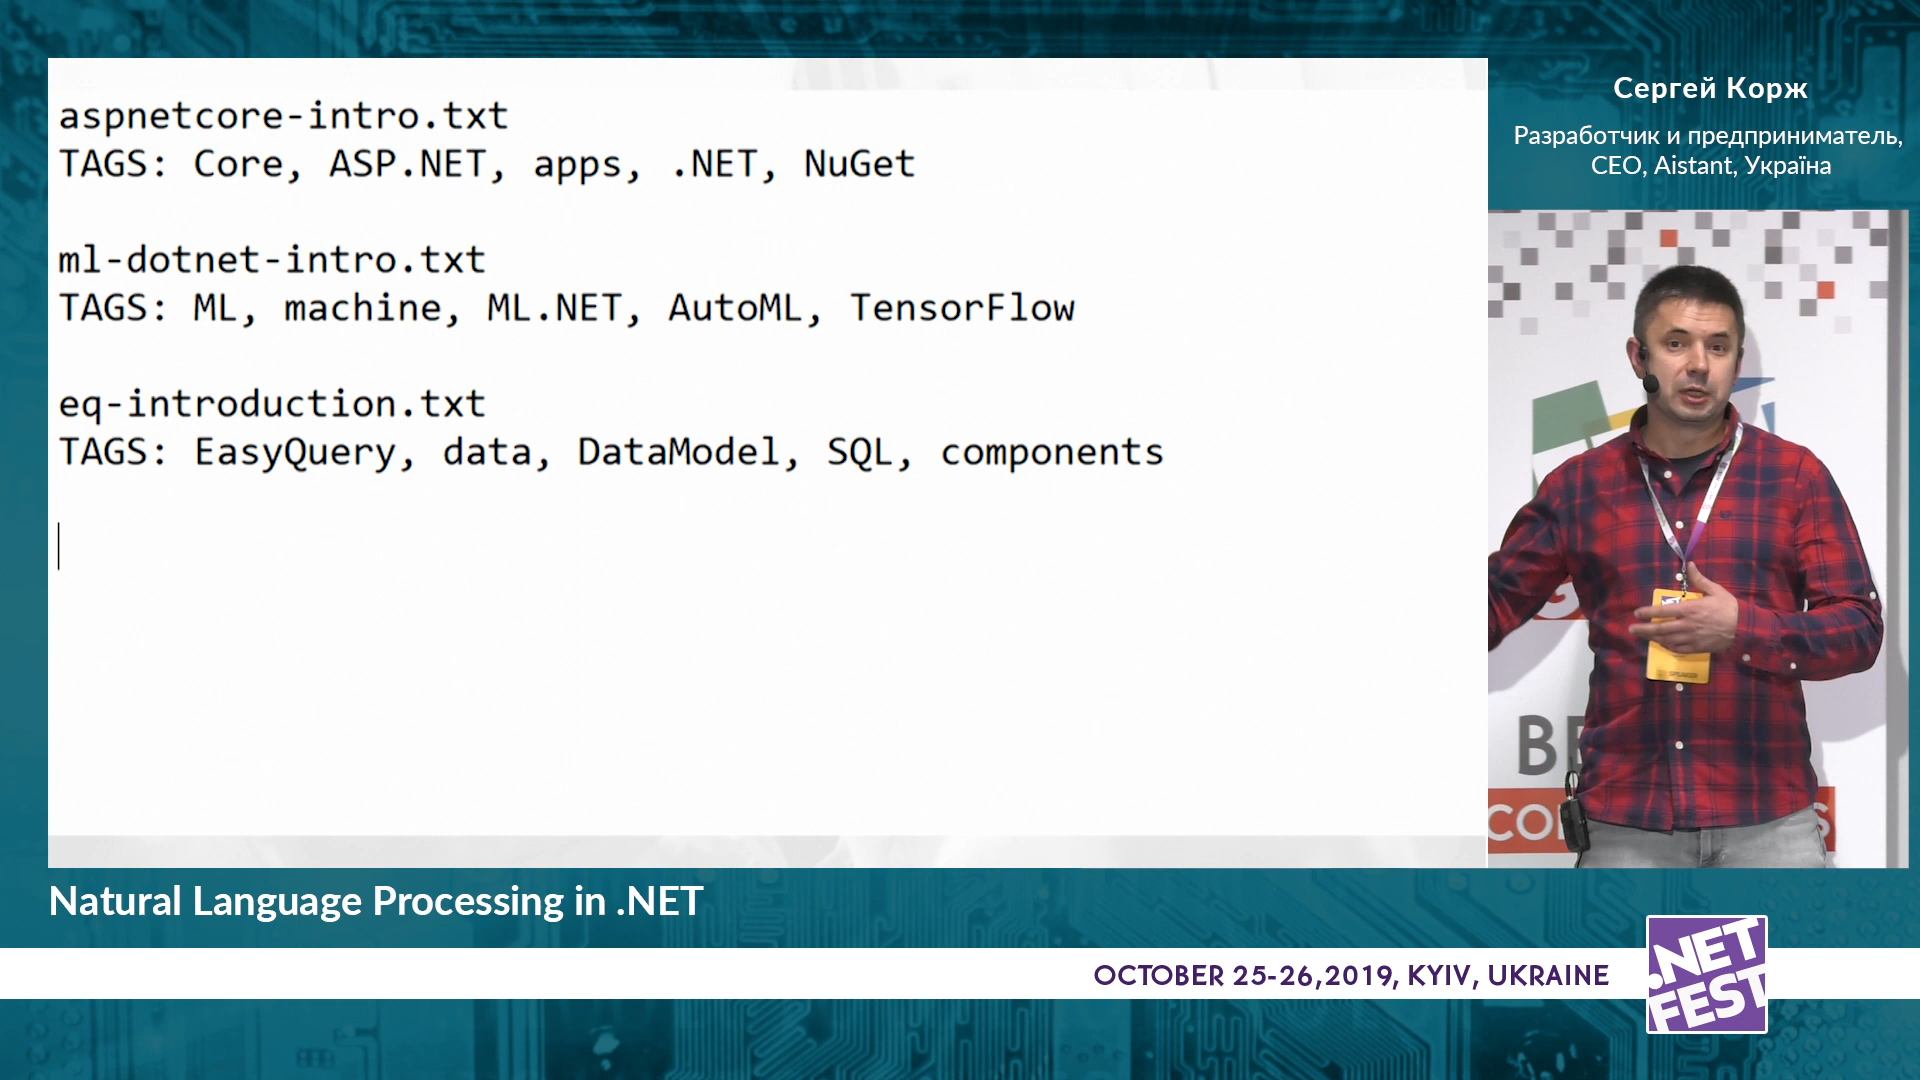 aspnetcore-intro.txt
TAGS: Core, ASP.NET, apps, .NET, NuGet
ml-dotnet-intro.txt
TAGS: ML, machine, ML.NET, AutoML, TensorFlow
eq-introduction.txt
TAGS: EasyQuery, data, DataModel, SQL, components
Сергей Корж
Разработчик и предприниматель,
CEO, Aistant, Україна
Natural Language Processing in .NET
OCTOBER 25-26,2019, KYIV, UKRAINE
.NET
FEST